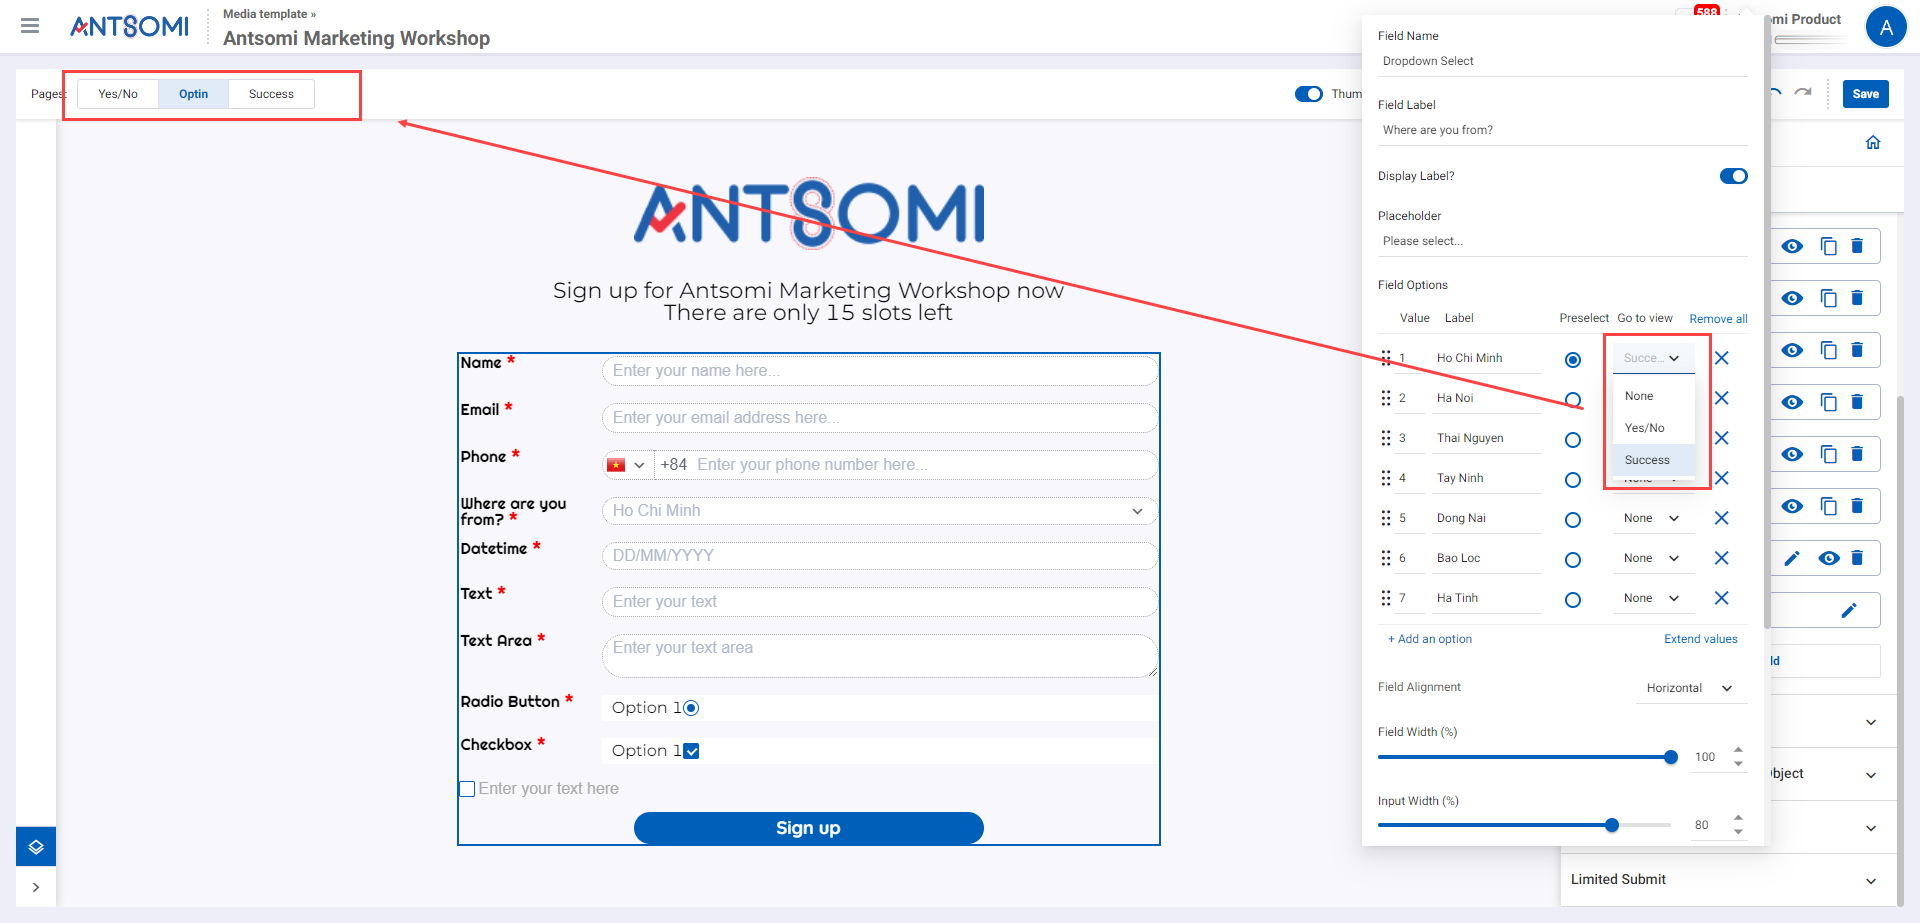 ANTSOMI
Media template »
Antsomi Marketing Workshop
588
omi Product
A
Pages:
Yes/No
Optin
Success
Thum
Save
ANTSOMI
Sign up for Antsomi Marketing Workshop now
There are only 15 slots left
Name *
Enter your name here...
Email *
Enter your email address here...
Phone *
+84
Enter your phone number here...
Where are you
from? *
Ho Chi Minh
Datetime *
DD/MM/YYYY
Text *
Enter your text
Text Area *
Enter your text area
Radio Button *
Option 1
Checkbox *
Option 1
Enter your text here
Sign up
Field Name
Dropdown Select
Field Label
Where are you from?
Display Label?
Placeholder
Please select...
Field Options
Value Label Preselect Go to view Remove all
1 Ho Chi Minh Succe...
2 Ha Noi
3 Thai Nguyen
4 Tay Ninh None
5 Dong Nai None
6 Bao Loc None
7 Ha Tinh None
None
Yes/No
Success
+ Add an option Extend values
Field Alignment Horizontal
Field Width (%)
100
Input Width (%)
80
ld
bject
Limited Submit